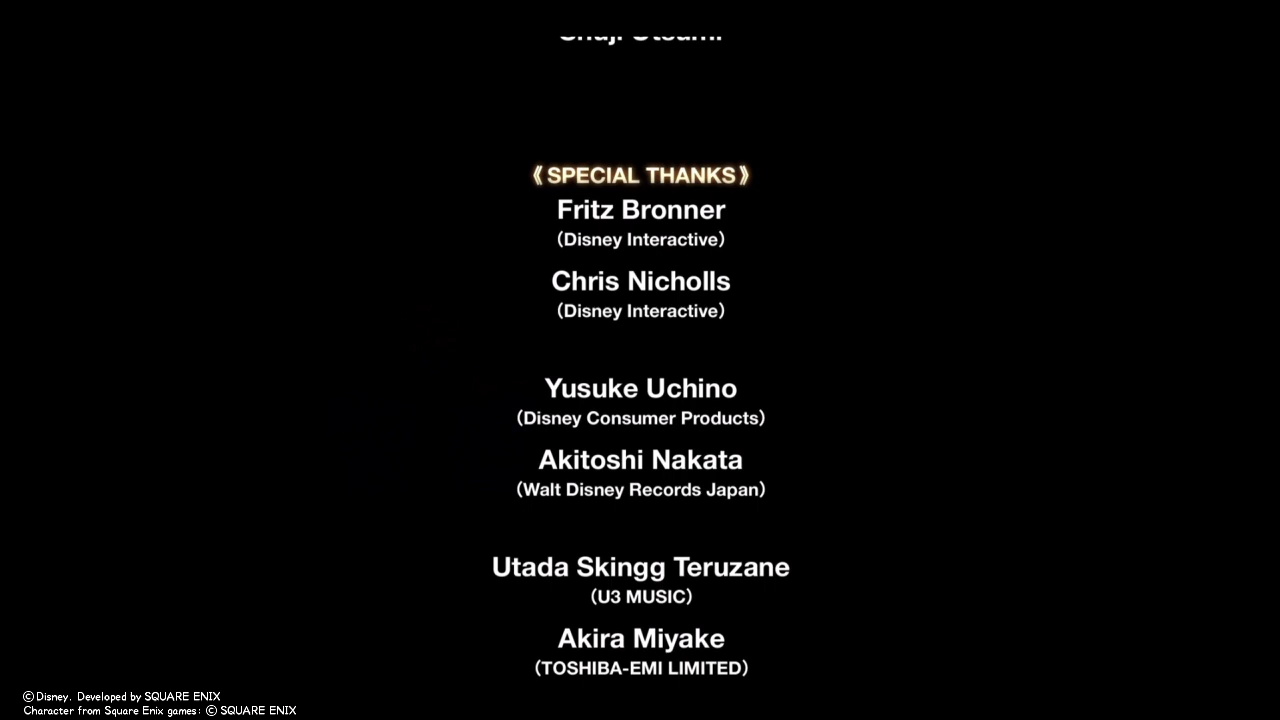 Shuji Utsumi
《SPECIAL THANKS》
Fritz Bronner
(Disney Interactive)
Chris Nicholls
(Disney Interactive)
Yusuke Uchino
(Disney Consumer Products)
Akitoshi Nakata
(Walt Disney Records Japan)
Utada Skingg Teruzane
(U3 MUSIC)
Akira Miyake
(TOSHIBA-EMI LIMITED)
©Disney. Developed by SQUARE ENIX
Character from Square Enix games: © SQUARE ENIX